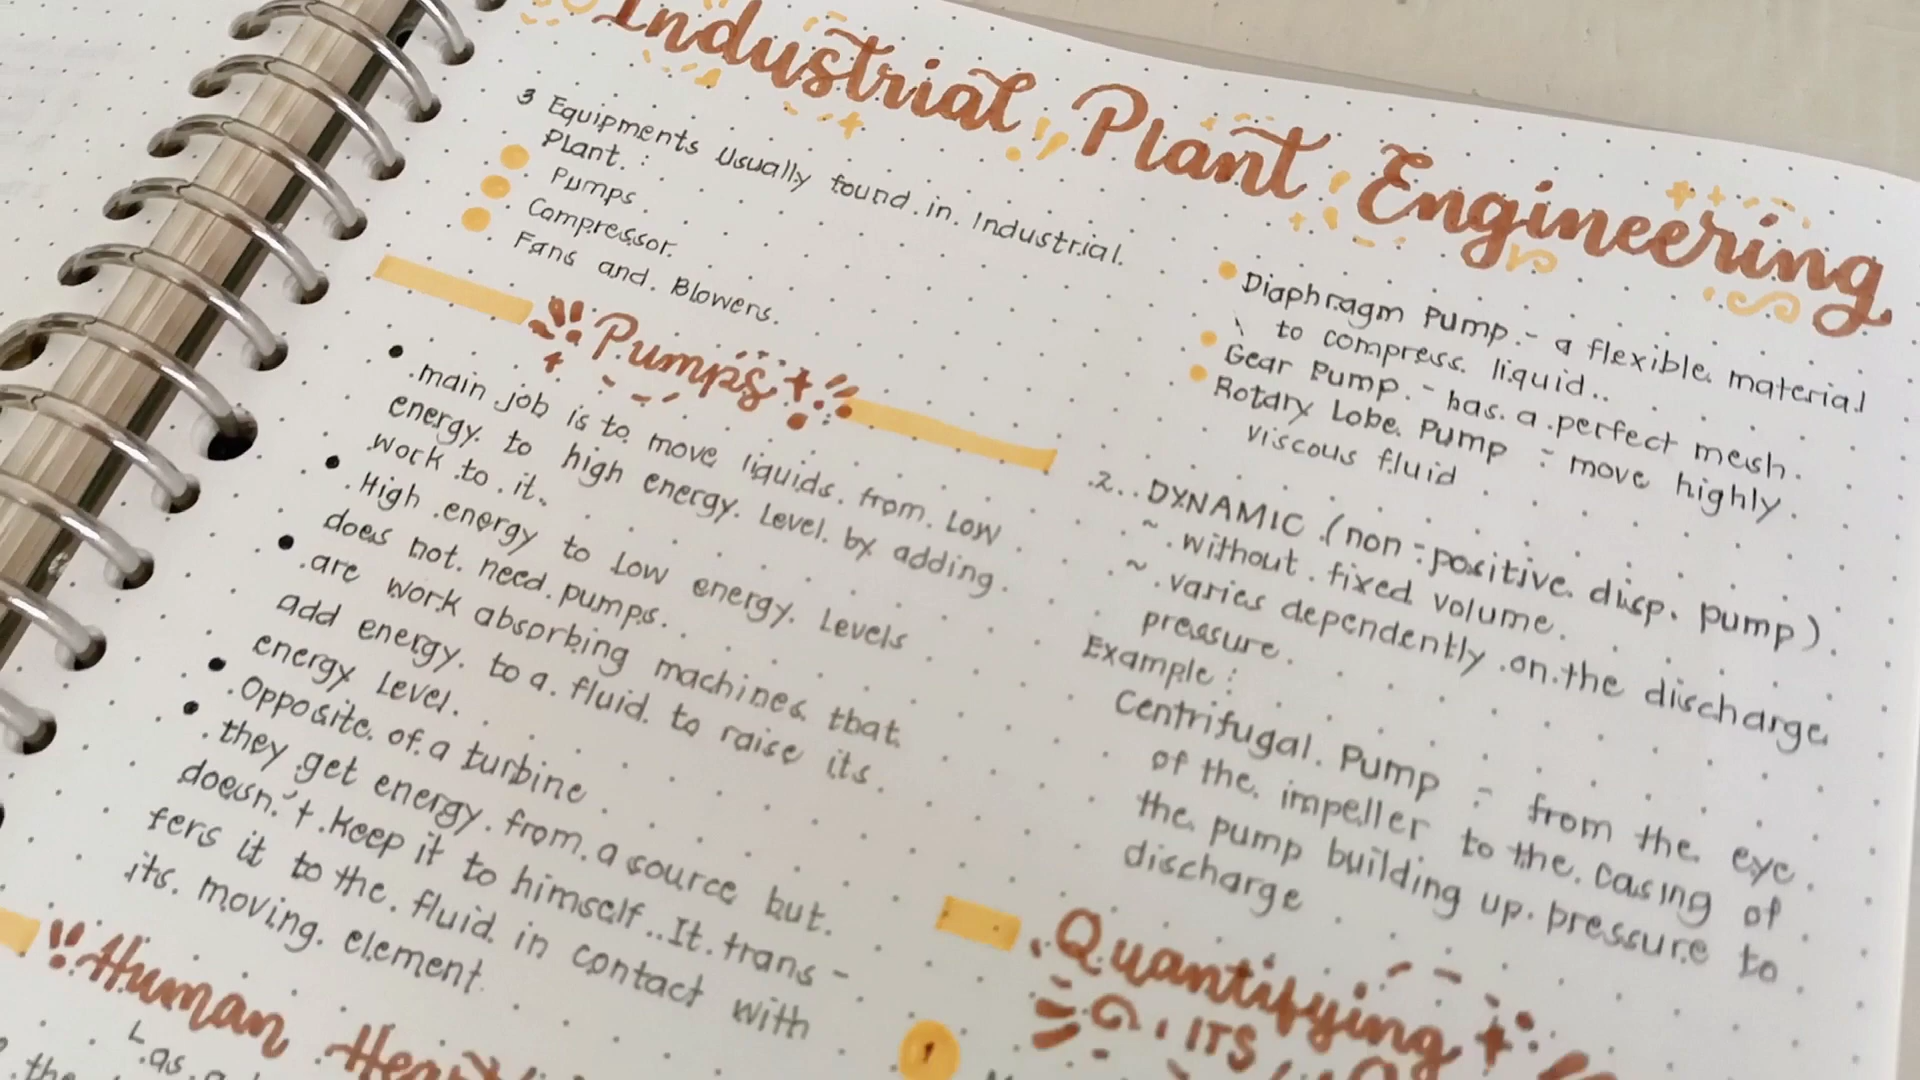 Industrial Plant Engineering
3 Equipments Usually found in Industrial
Plant :
Pumps
Compressor
Fans and Blowers
Pumps
main job is to move liquids from Low
energy to high energy Level by adding
work to it.
High energy to Low energy Levels
does not need pumps.
are work absorbing machines that
add energy to a fluid to raise its
energy Level.
Opposite of a turbine
they get energy from a source but
doesn't keep it to himself. It trans-
fers it to the fluid in contact with
its moving element
Human
Las
the
Diaphragm Pump - a flexible material
to compress liquid.
Gear Pump - has a perfect mesh.
Rotary Lobe Pump - move highly
viscous fluid
2. DYNAMIC (non-positive disp. pump)
~ without fixed volume.
~ varies dependently on the discharge
pressure.
Example :
Centrifugal Pump - from the eye
of the impeller to the casing of
the pump building up pressure to
discharge
Quantifying
ITS
1